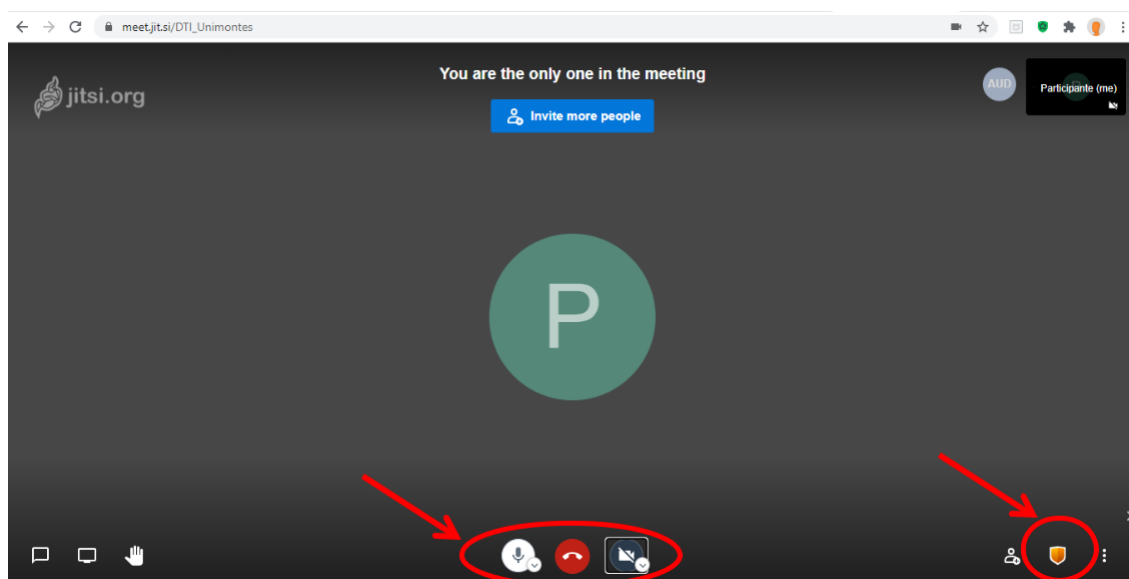 meet.jit.si/DTI_Unimontes
jitsi.org
You are the only one in the meeting
Invite more people
AUD
Participante (me)
P